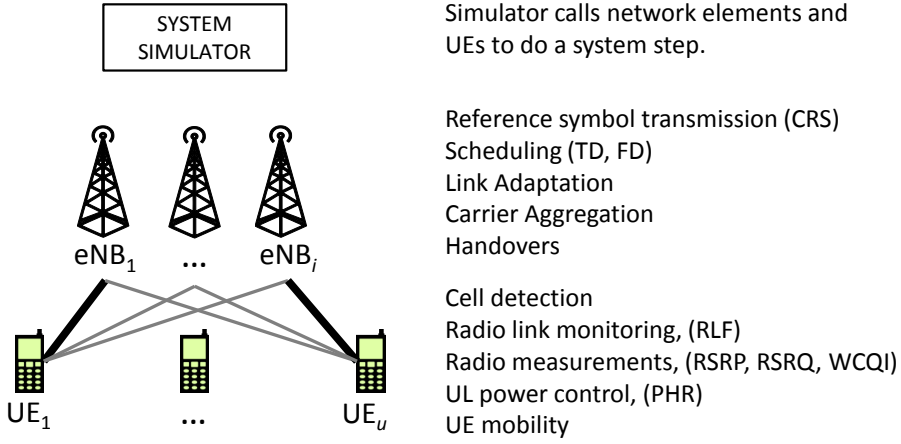 SYSTEM
SIMULATOR
Simulator calls network elements and
UEs to do a system step.
Reference symbol transmission (CRS)
Scheduling (TD, FD)
Link Adaptation
Carrier Aggregation
Handovers
eNB1 ... eNBi
Cell detection
Radio link monitoring, (RLF)
Radio measurements, (RSRP, RSRQ, WCQI)
UL power control, (PHR)
UE mobility
...
UE1 ... UEu